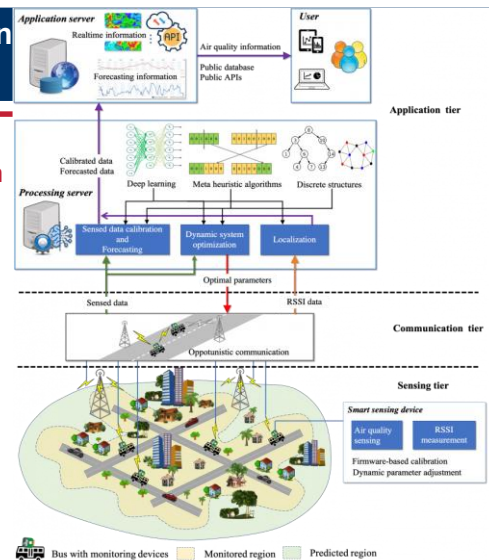 m
n
Application server
Realtime information
API
Forecasting information
Air quality information
Public database
Public APIs
User
Application tier
Calibrated data
Forecasted data
Processing server
Deep learning
Meta heuristic algorithms
Discrete structures
Sensed data calibration
and
Forecasting
Dynamic system
optimization
Localization
Optimal parameters
Sensed data
RSSI data
Communication tier
Oppotunistic communication
Sensing tier
Smart sensing device
Air quality
sensing
RSSI
measurement
Firmware-based calibration
Dynamic parameter adjustment
Bus with monitoring devices
Monitored region
Predicted region